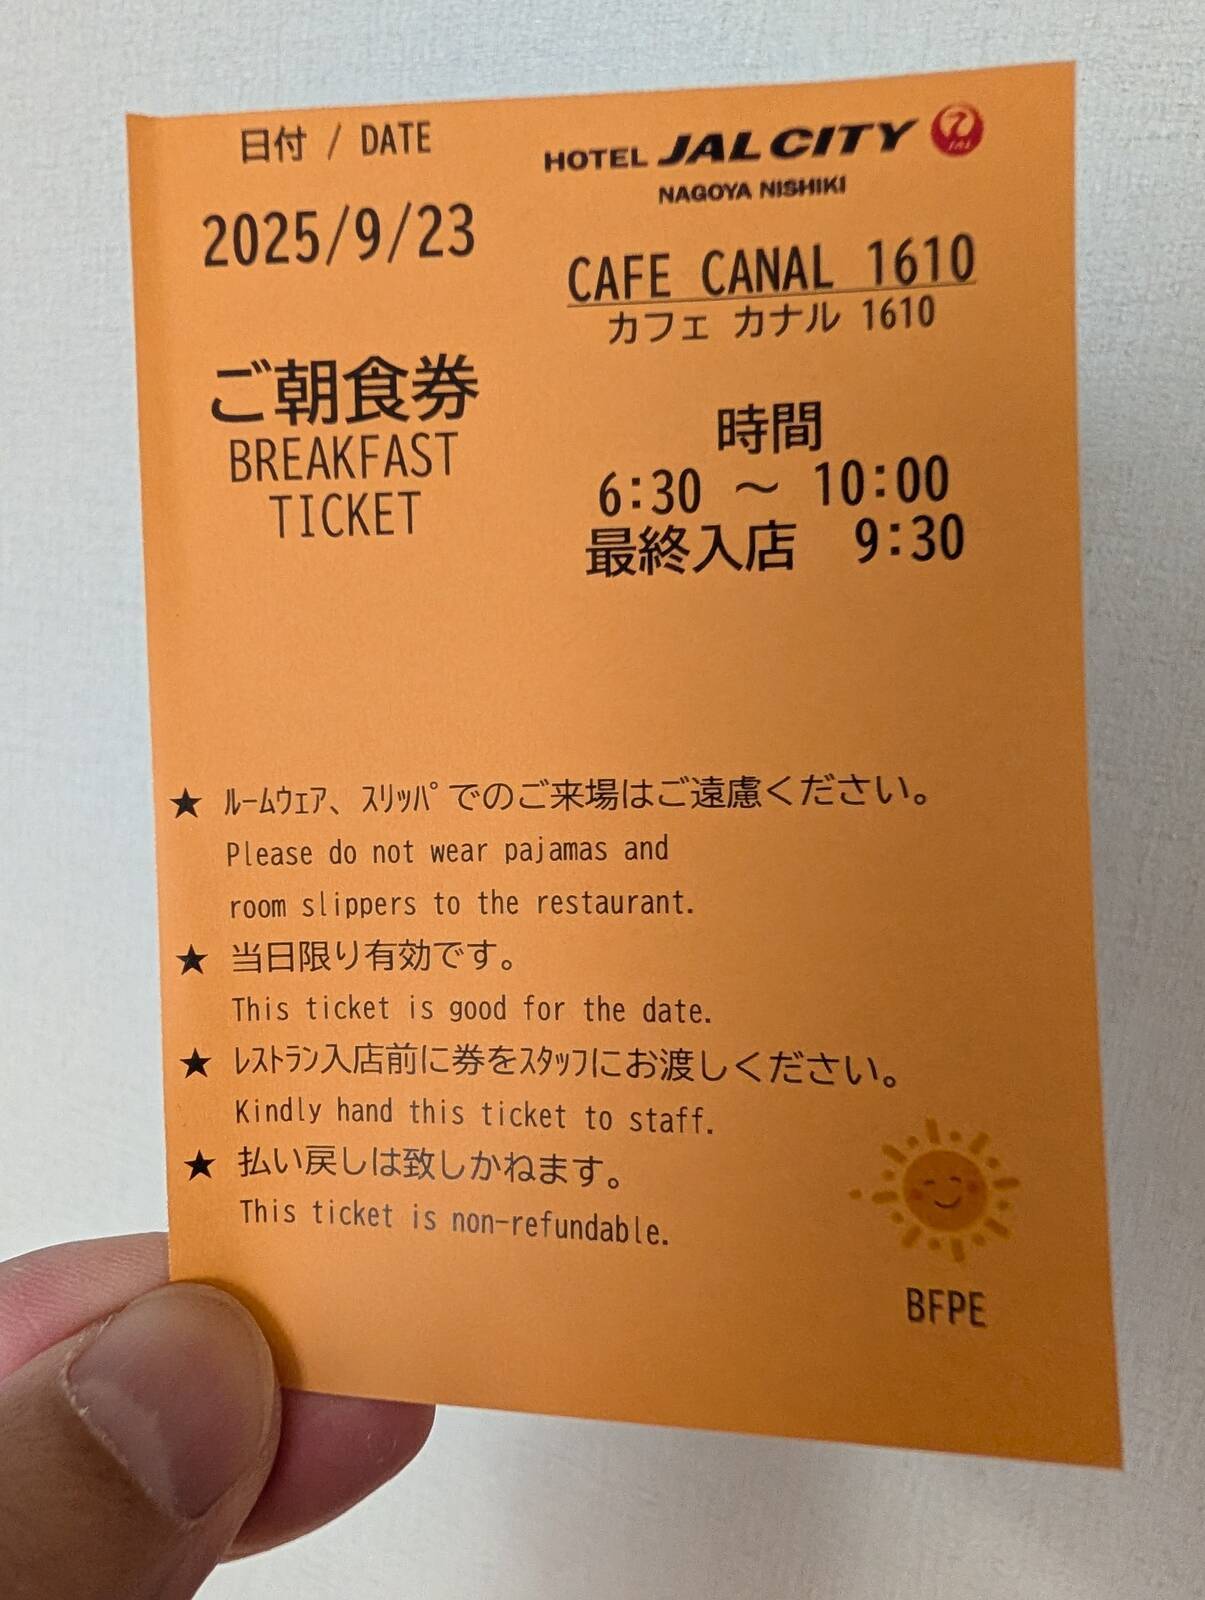 日付 / DATE
2025/9/23
ご朝食券
BREAKFAST
TICKET
HOTEL JAL CITY
JAL
NAGOYA NISHIKI
CAFE CANAL 1610
カフェ カナル 1610
時間
6:30 ～ 10:00
最終入店 9:30
★ ﾙｰﾑｳｪｱ、ｽﾘｯﾊﾟでのご来場はご遠慮ください。
Please do not wear pajamas and
room slippers to the restaurant.
★ 当日限り有効です。
This ticket is good for the date.
★ ﾚｽﾄﾗﾝ入店前に券をｽﾀｯﾌにお渡しください。
Kindly hand this ticket to staff.
★ 払い戻しは致しかねます。
This ticket is non-refundable.
BFPE